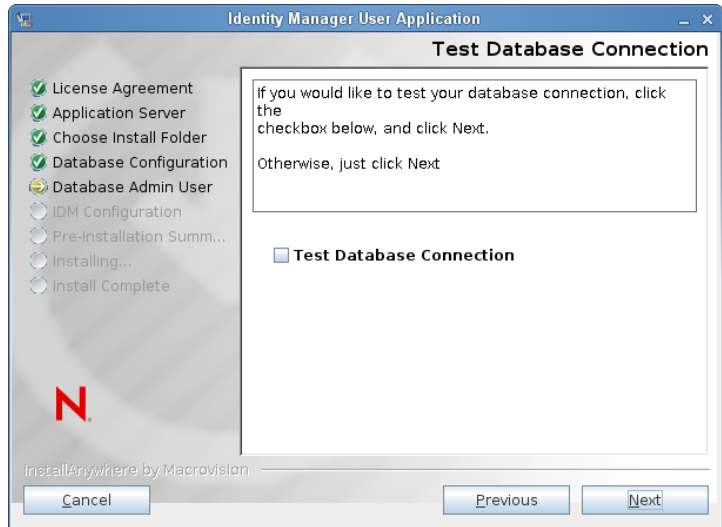 Identity Manager User Application
Test Database Connection
License Agreement
Application Server
Choose Install Folder
Database Configuration
Database Admin User
IDM Configuration
Pre-Installation Summ...
Installing...
Install Complete
If you would like to test your database connection, click
the
checkbox below, and click Next.
Otherwise, just click Next
Test Database Connection
N
InstallAnywhere by Macrovision
Cancel
Previous
Next